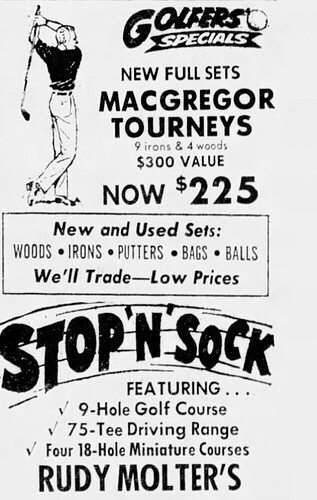 GOLFERS'
SPECIALS
NEW FULL SETS
MACGREGOR
TOURNEYS
9 irons & 4 woods
$300 VALUE
NOW $225
New and Used Sets:
WOODS • IRONS • PUTTERS • BAGS • BALLS
We'll Trade—Low Prices
STOP 'N' SOCK
FEATURING . . .
√ 9-Hole Golf Course
√ 75-Tee Driving Range
√ Four 18-Hole Miniature Courses
RUDY MOLTER'S